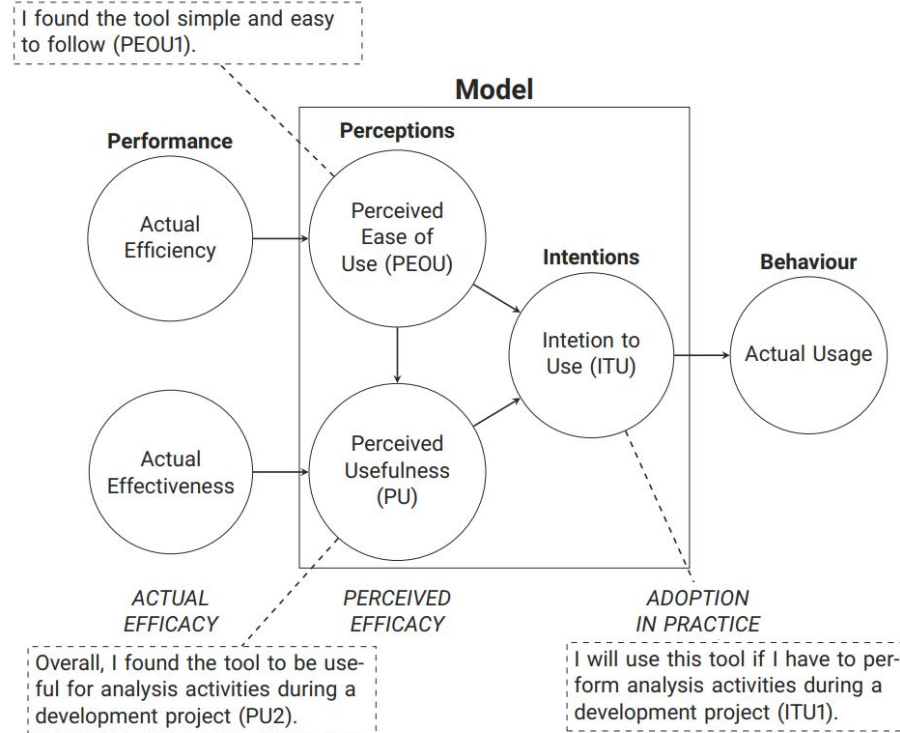 I found the tool simple and easy
to follow (PEOU1).
Model
Performance
Perceptions
Actual
Efficiency
Perceived
Ease of
Use (PEOU)
Intentions
Behaviour
Intetion to
Use (ITU)
Actual Usage
Actual
Effectiveness
Perceived
Usefulness
(PU)
ACTUAL
EFFICACY
PERCEIVED
EFFICACY
ADOPTION
IN PRACTICE
Overall, I found the tool to be use-
ful for analysis activities during a
development project (PU2).
I will use this tool if I have to per-
form analysis activities during a
development project (ITU1).